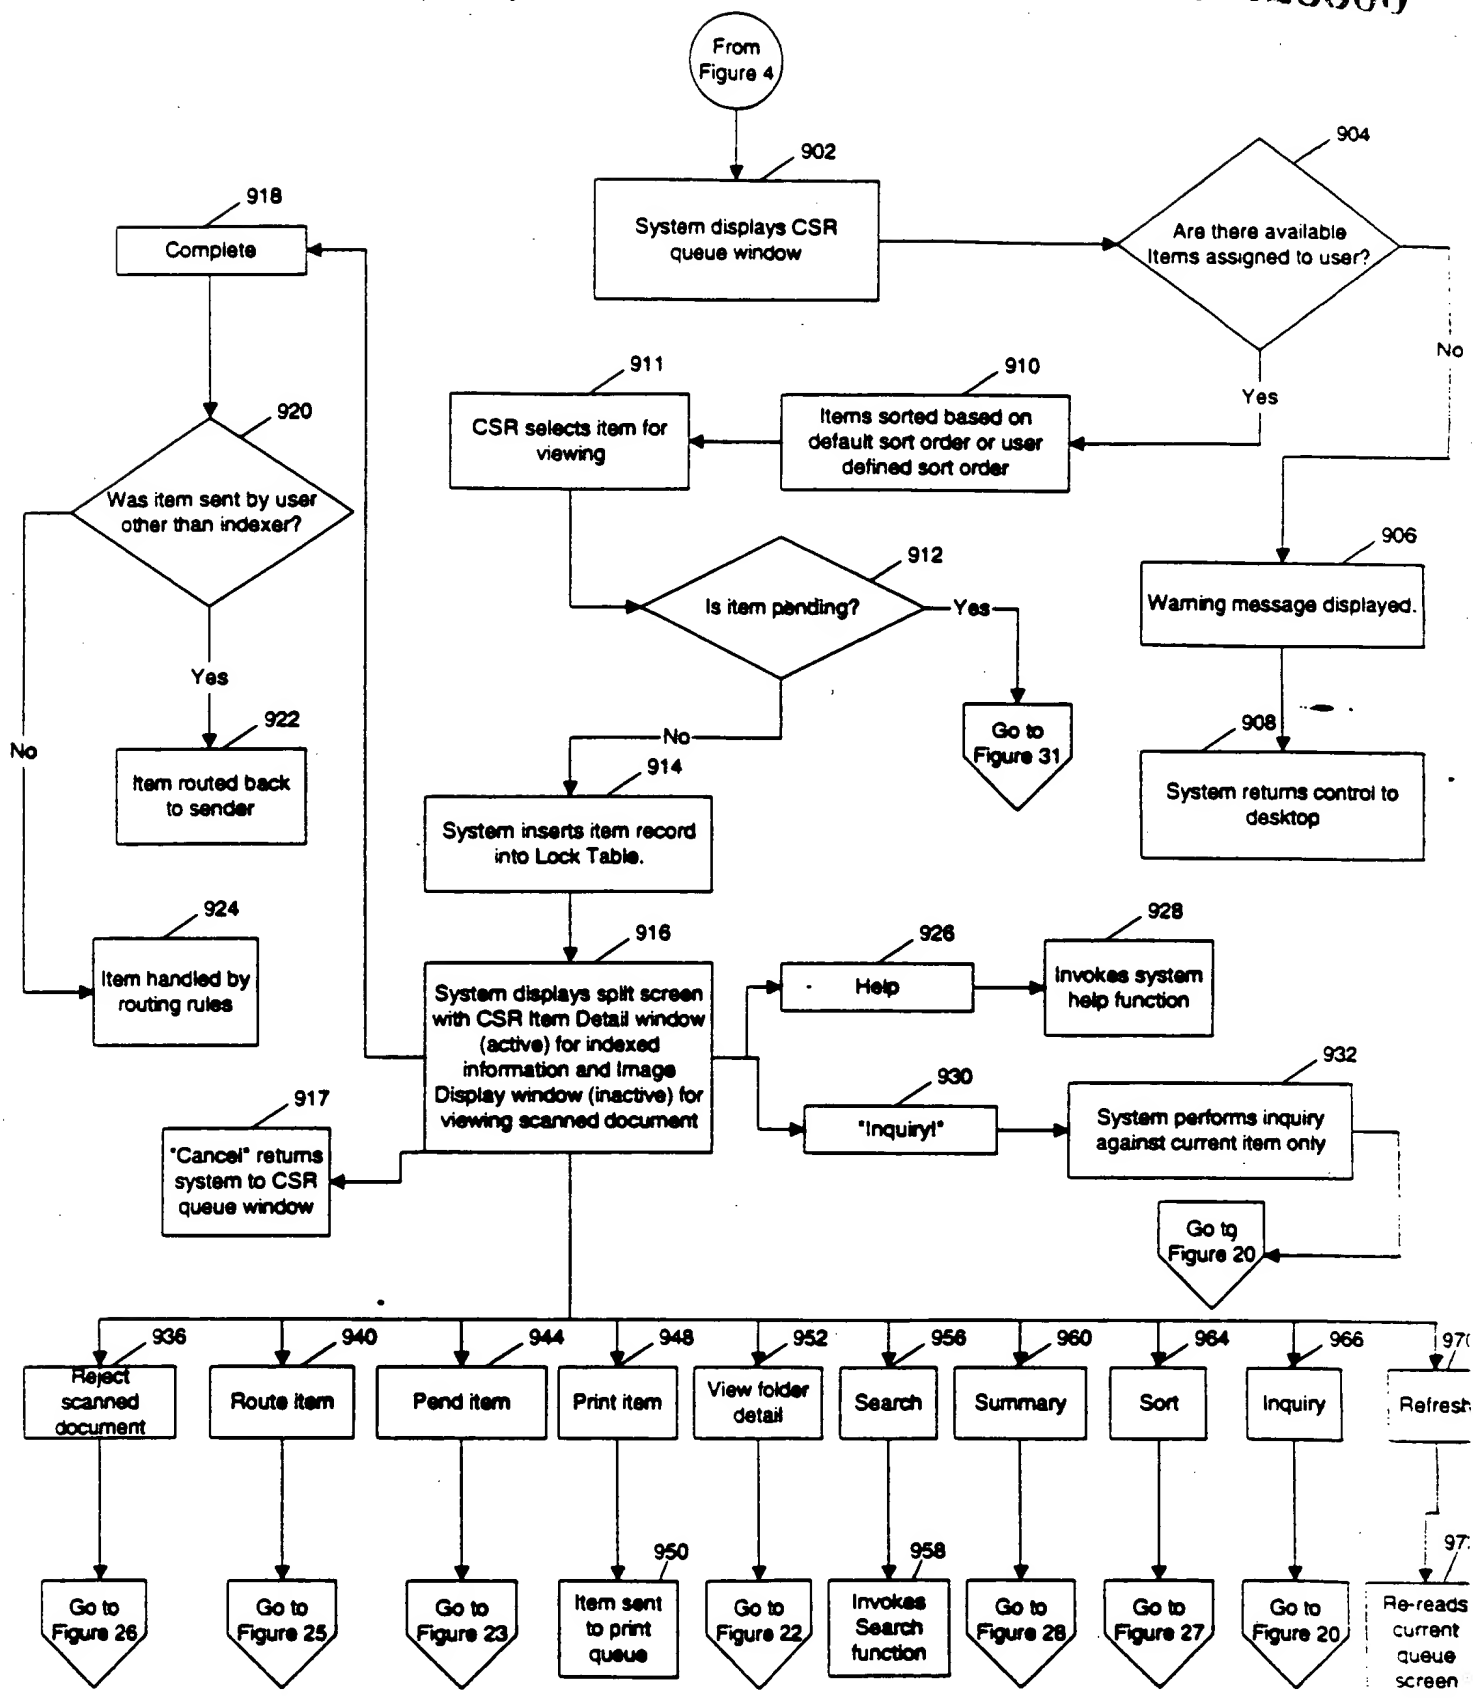 From
Figure 4
902
System displays CSR
queue window
904
Are there available
Items assigned to user?
No
Yes
906
Warning message displayed.
908
System returns control to
desktop
910
Items sorted based on
default sort order or user
defined sort order
911
CSR selects item for
viewing
912
Is item pending?
Yes
Go to
Figure 31
No
914
System inserts item record
into Lock Table.
916
System displays split screen
with CSR Item Detail window
(active) for indexed
information and Image
Display window (inactive) for
viewing scanned document
917
"Cancel" returns
system to CSR
queue window
918
Complete
920
Was item sent by user
other than indexer?
Yes
No
922
Item routed back
to sender
924
Item handled by
routing rules
926
Help
928
Invokes system
help function
930
"Inquiry!"
932
System performs inquiry
against current item only
Go to
Figure 20
936
Reject
scanned
document
Go to
Figure 26
940
Route item
Go to
Figure 25
944
Pend item
Go to
Figure 23
948
Print item
950
Item sent
to print
queue
952
View folder
detail
Go to
Figure 22
956
Search
958
Invokes
Search
function
960
Summary
Go to
Figure 28
964
Sort
Go to
Figure 27
966
Inquiry
Go to
Figure 20
Refresh
Re-reads
current
queue
screen